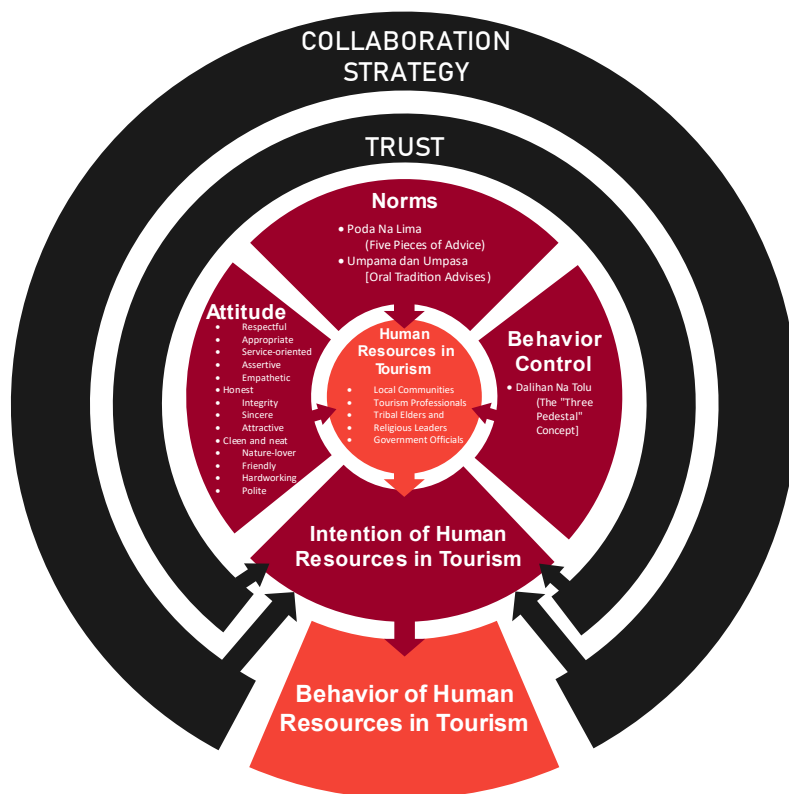 COLLABORATION
STRATEGY
TRUST
Norms
• Poda Na Lima
(Five Pieces of Advice)
• Umpama dan Umpasa
[Oral Tradition Advises)
Attitude
• Respectful
• Appropriate
• Service-oriented
• Assertive
• Empathetic
• Honest
• Integrity
• Sincere
• Attractive
• Cleen and neat
• Nature-lover
• Friendly
• Hardworking
• Polite
Human
Resources in
Tourism
• Local Communities
• Tourism Professionals
• Tribal Elders and
• Religious Leaders
• Government Officials
Behavior
Control
• Dalihan Na Tolu
(The "Three
Pedestal"
Concept]
Intention of Human
Resources in Tourism
Behavior of Human
Resources in Tourism